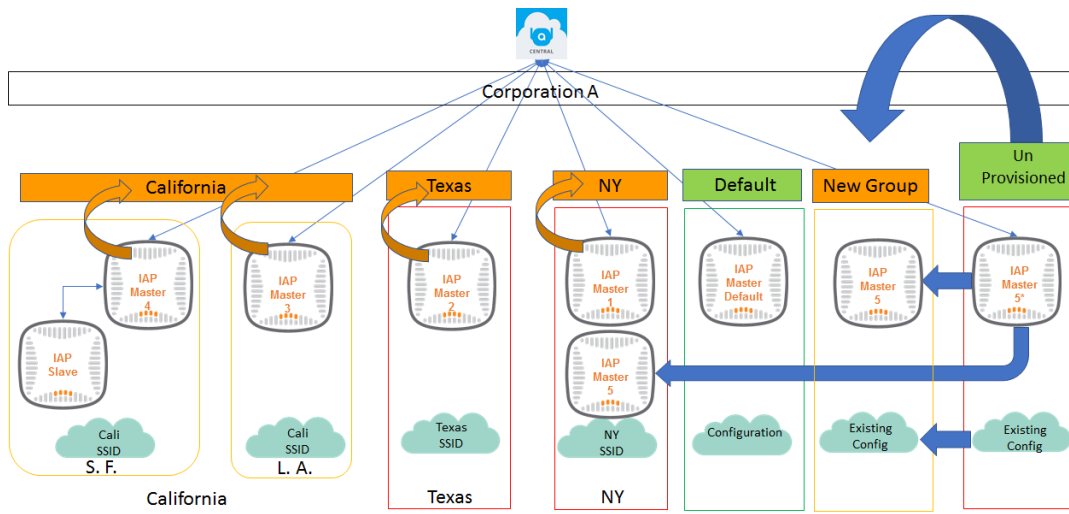 CENTRAL
Corporation A
California
Texas
NY
Default
New Group
Un
Provisioned
IAP
Master
4
IAP
Slave
IAP
Master
3
IAP
Master
2
IAP
Master
1
IAP
Master
5
IAP
Master
Default
IAP
Master
5
IAP
Master
5*
Cali
SSID
S. F.
Cali
SSID
L. A.
Texas
SSID
NY
SSID
Configuration
Existing
Config
Existing
Config
California
Texas
NY